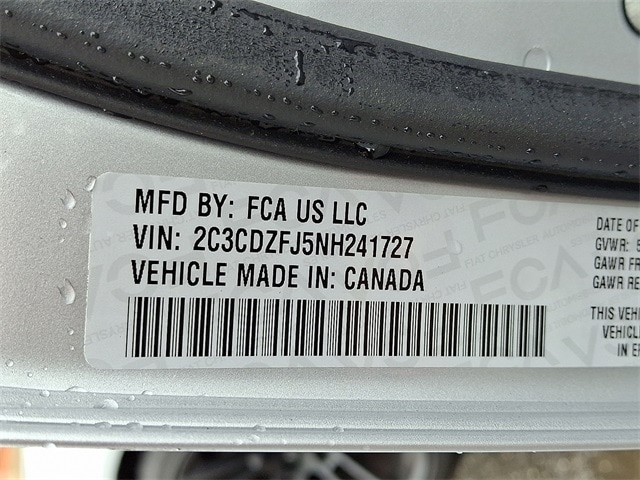 MFD BY: FCA US LLC
VIN: 2C3CDZFJ5NH241727
VEHICLE MADE IN: CANADA
DATE OF
GVWR:
GAWR FR
GAWR RE
THIS VEHI
VEHICLE
IN EF